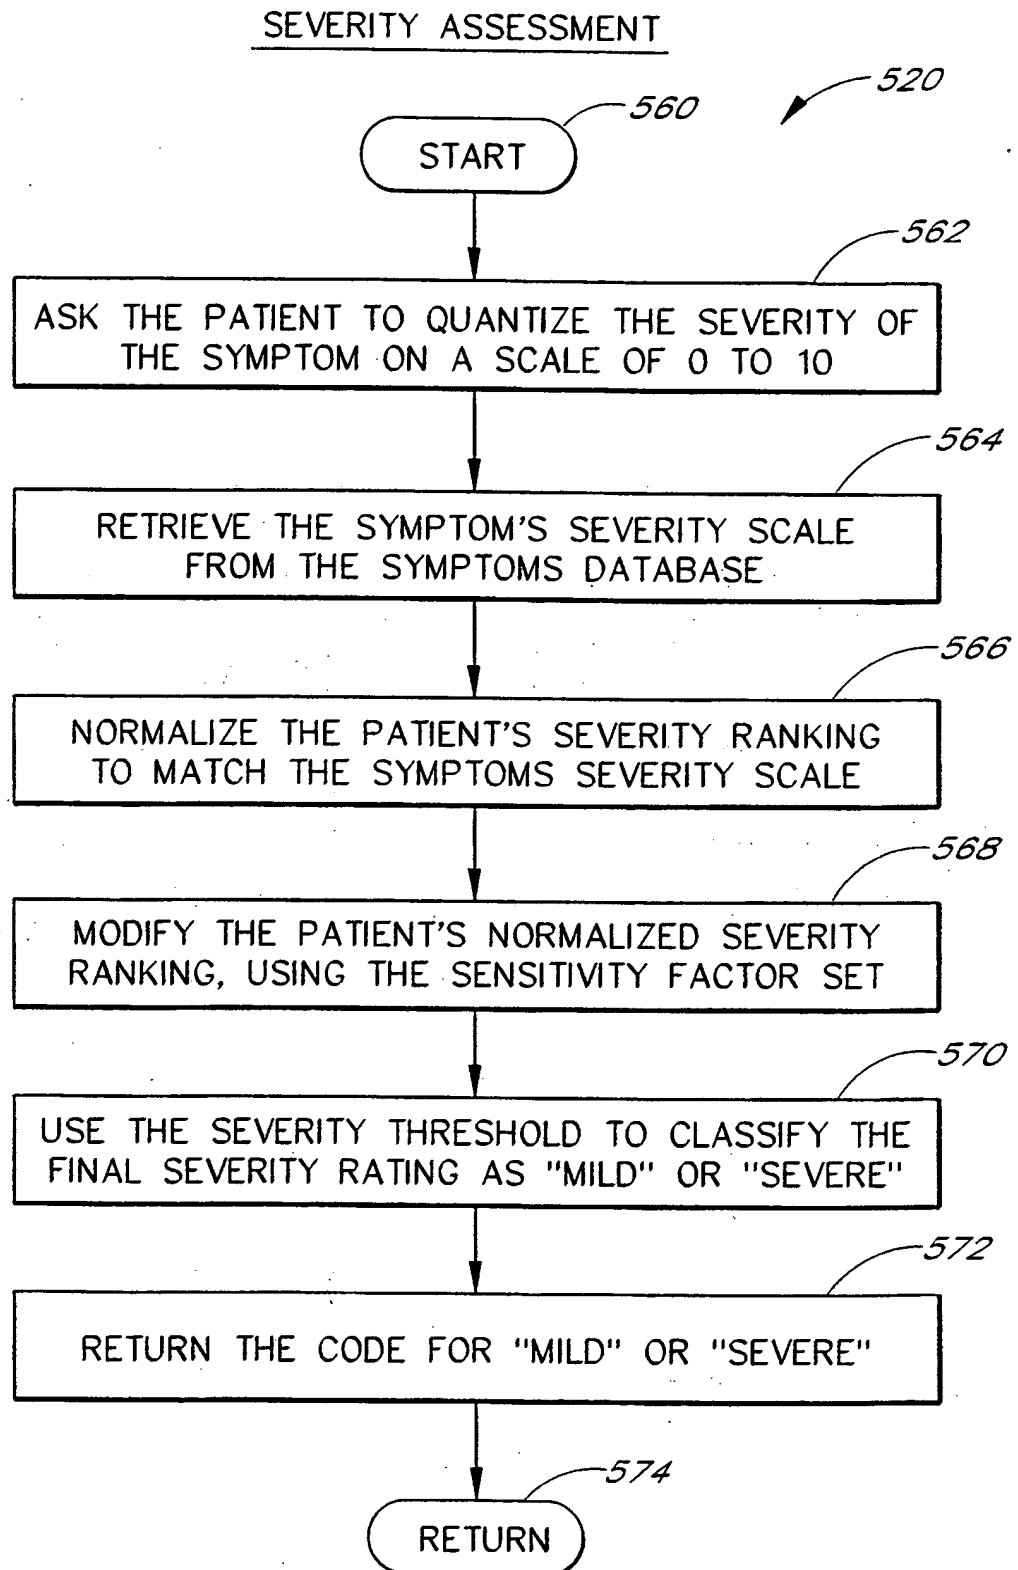 SEVERITY ASSESSMENT
520
560
START
562
ASK THE PATIENT TO QUANTIZE THE SEVERITY OF
THE SYMPTOM ON A SCALE OF 0 TO 10
564
RETRIEVE THE SYMPTOM'S SEVERITY SCALE
FROM THE SYMPTOMS DATABASE
566
NORMALIZE THE PATIENT'S SEVERITY RANKING
TO MATCH THE SYMPTOMS SEVERITY SCALE
568
MODIFY THE PATIENT'S NORMALIZED SEVERITY
RANKING, USING THE SENSITIVITY FACTOR SET
570
USE THE SEVERITY THRESHOLD TO CLASSIFY THE
FINAL SEVERITY RATING AS "MILD" OR "SEVERE"
572
RETURN THE CODE FOR "MILD" OR "SEVERE"
574
RETURN